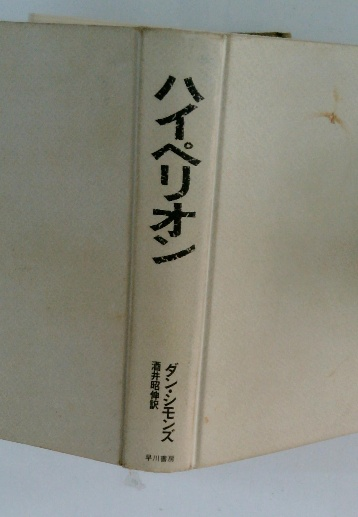 ハイペリオン
ダン・シモンズ
酒井昭伸訳
早川書房